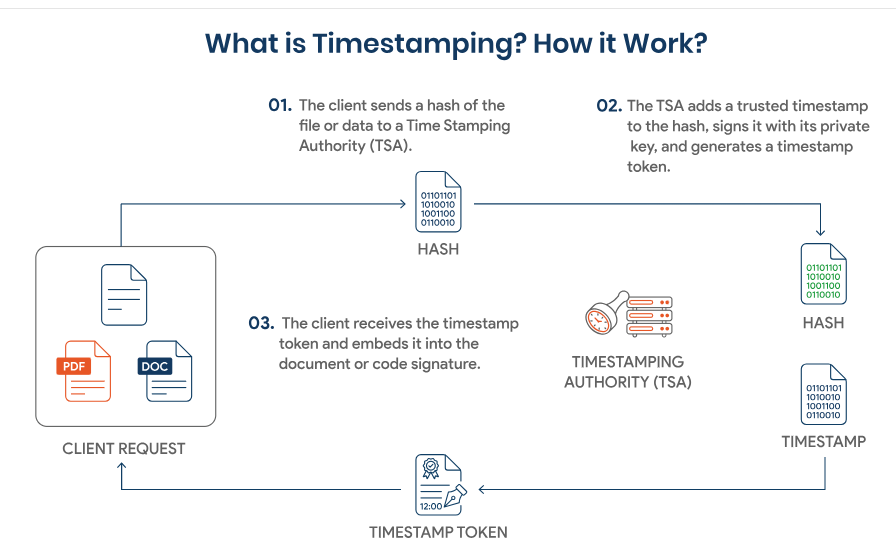 What is Timestamping? How it Work?
01. The client sends a hash of the
file or data to a Time Stamping
Authority (TSA).
02. The TSA adds a trusted timestamp
to the hash, signs it with its private
key, and generates a timestamp
token.
01101101
1010010
1001100
0110010
HASH
01101101
1010010
1001100
0110010
HASH
03. The client receives the timestamp
token and embeds it into the
document or code signature.
TIMESTAMPING
AUTHORITY (TSA)
PDF
DOC
CLIENT REQUEST
01101101
1010010
1001100
0110010
TIMESTAMP
12:00
TIMESTAMP TOKEN